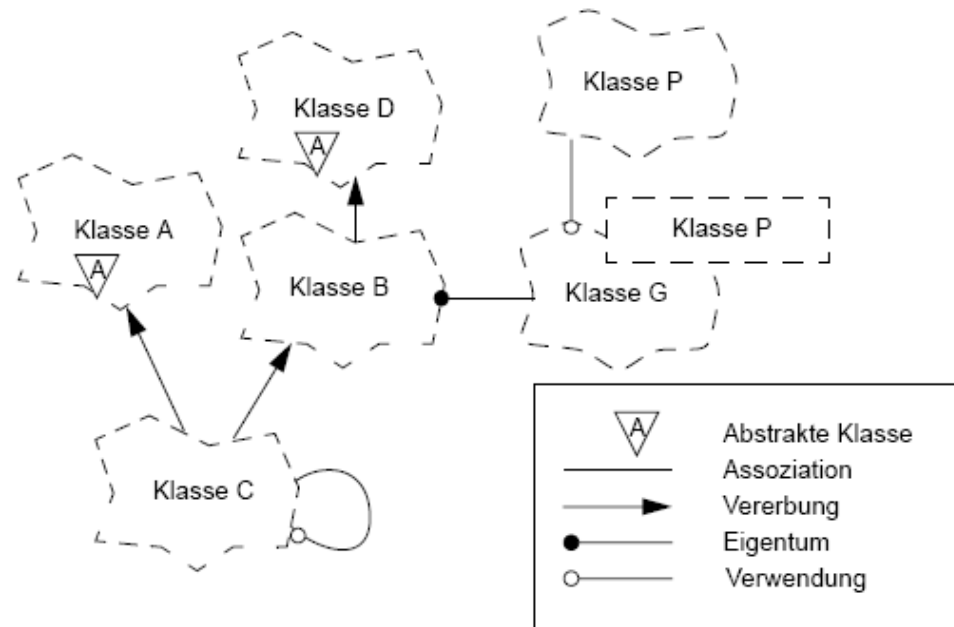 Klasse P
Klasse D
A
Klasse A
A
Klasse P
Klasse B
Klasse G
Klasse C
A Abstrakte Klasse
Assoziation
Vererbung
Eigentum
Verwendung